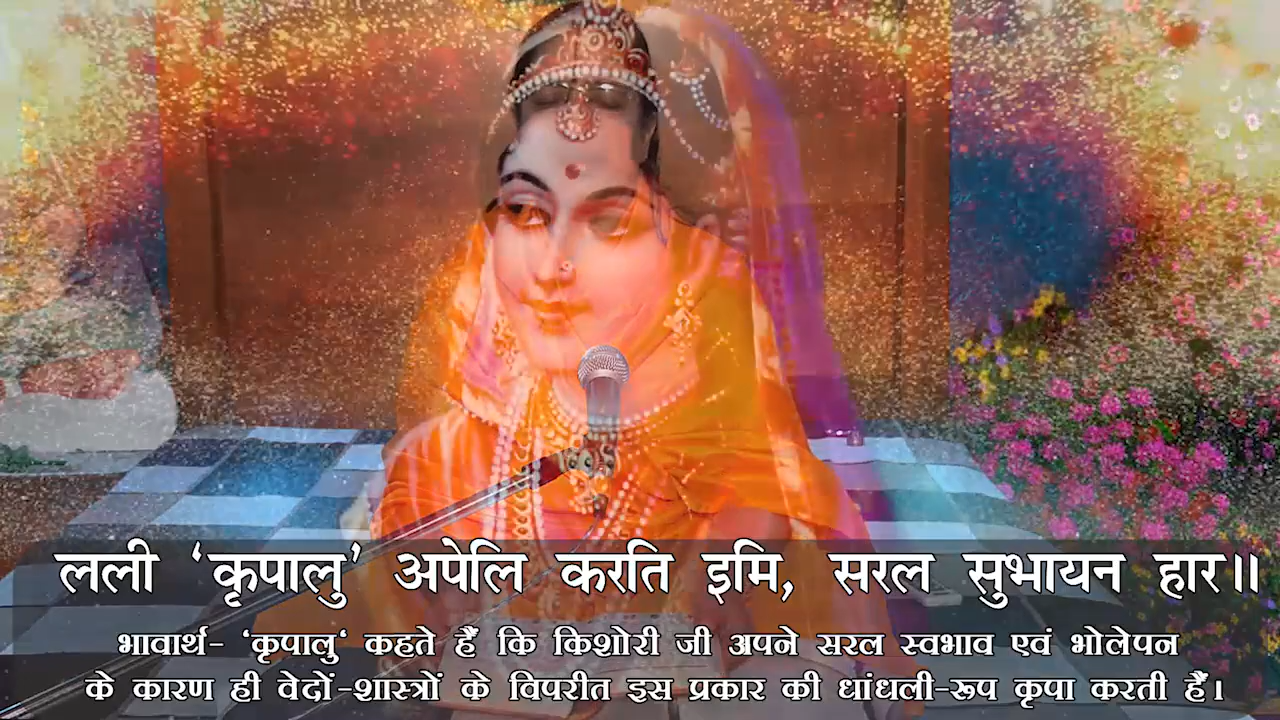 लली ‘कृपालु’ अपेलि करति इमि, सरल सुभायन हार॥
भावार्थ- ‘कृपालु‘ कहते हैं कि किशोरी जी अपने सरल स्वभाव एवं भोलेपन
के कारण ही वेदों-शास्त्रों के विपरीत इस प्रकार की धांधली-रूप कृपा करती हैं।